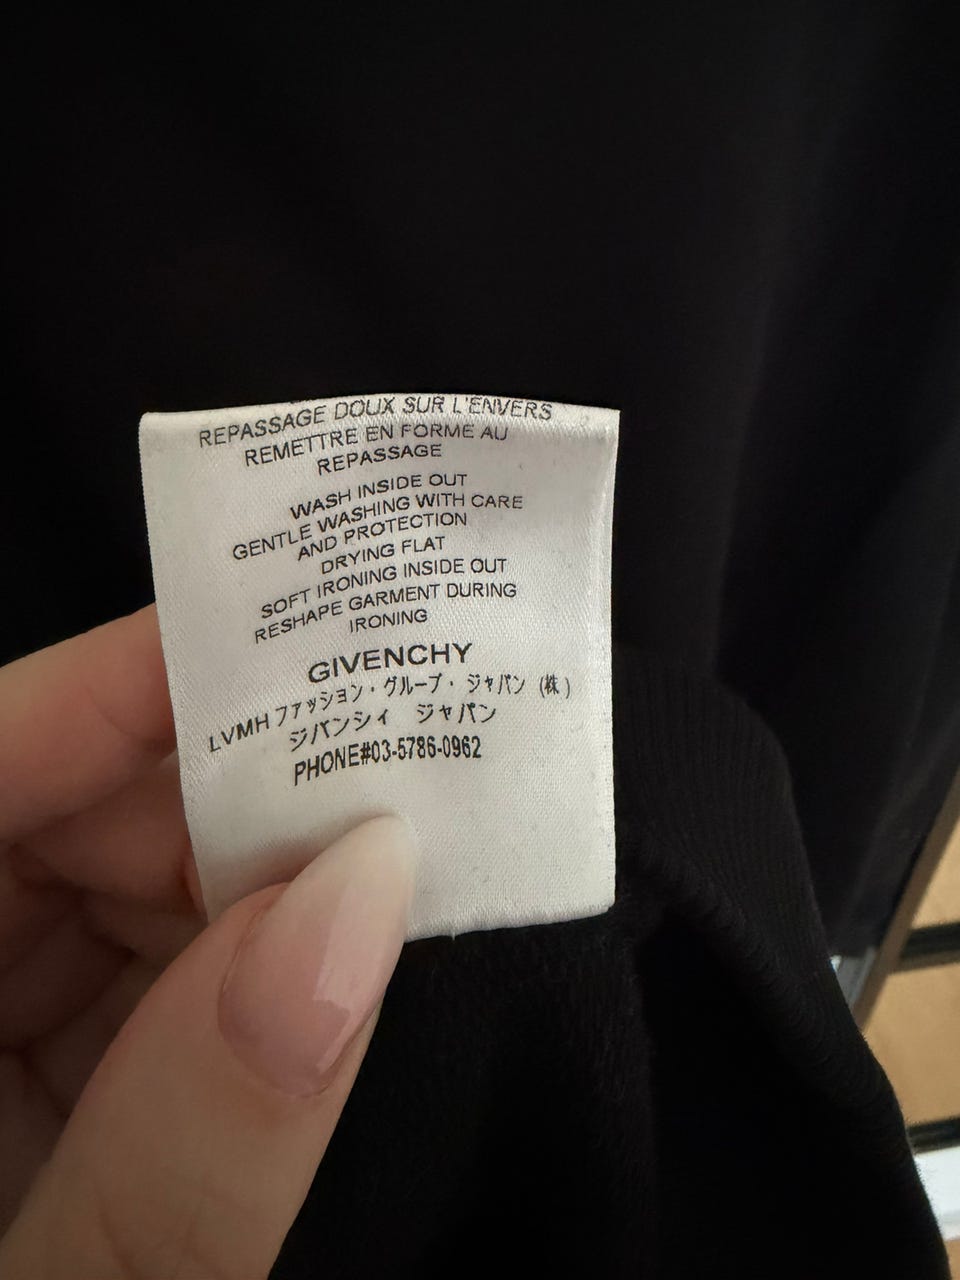 REPASSAGE DOUX SUR L'ENVERS
REMETTRE EN FORME AU
REPASSAGE
WASH INSIDE OUT
GENTLE WASHING WITH CARE
AND PROTECTION
DRYING FLAT
SOFT IRONING INSIDE OUT
RESHAPE GARMENT DURING
IRONING
GIVENCHY
LVMH ファッション・グループ・ ジャパン (株)
ジバンシィ ジャパン
PHONE#03-5786-0962